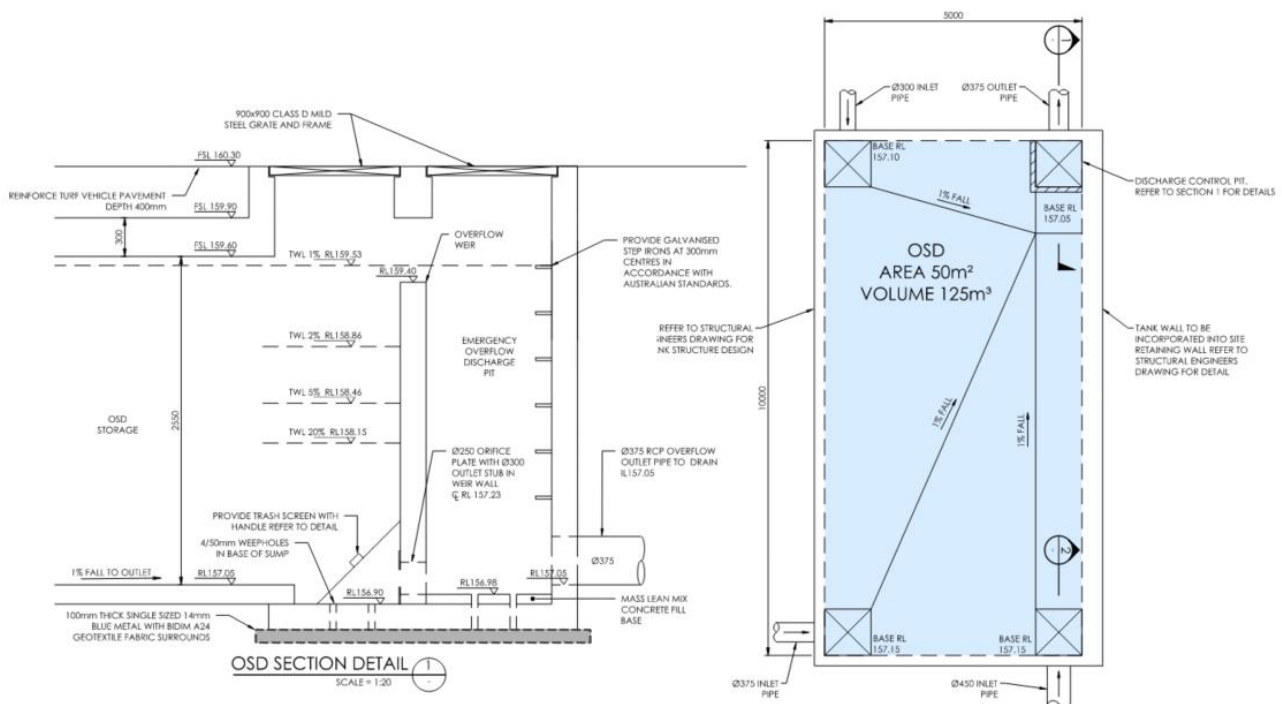 900x900 CLASS D MILD
STEEL GRATE AND FRAME
FSL 160.30
REINFORCE TURF VEHICLE PAVEMENT
DEPTH 400mm
FSL 159.90
300
FSL 159.60
TWL 1% RL159.53
RL159.40
OVERFLOW
WEIR
PROVIDE GALVANISED
STEP IRONS AT 300mm
CENTRES IN
ACCORDANCE WITH
AUSTRALIAN STANDARDS.
TWL 2% RL158.86
EMERGENCY
OVERFLOW
DISCHARGE
PIT
TWL 5% RL158.46
OSD
STORAGE
2550
TWL 20% RL158.15
Ø250 ORIFICE
PLATE WITH Ø300
OUTLET STUB IN
WEIR WALL
℄ RL 157.23
Ø375 RCP OVERFLOW
OUTLET PIPE TO DRAIN
IL157.05
PROVIDE TRASH SCREEN WITH
HANDLE REFER TO DETAIL
4/50mm WEEPHOLES
IN BASE OF SUMP
Ø375
1% FALL TO OUTLET
RL157.05
RL156.90
RL156.98
RL157.05
MASS LEAN MIX
CONCRETE FILL
BASE
100mm THICK SINGLE SIZED 14mm
BLUE METAL WITH BIDIM A24
GEOTEXTILE FABRIC SURROUNDS
OSD SECTION DETAIL
1
-
SCALE = 1:20
5000
1
-
Ø300 INLET
PIPE
Ø375 OUTLET
PIPE
BASE RL
157.10
DISCHARGE CONTROL PIT.
REFER TO SECTION 1 FOR DETAILS
1% FALL
BASE RL
157.05
OSD
AREA 50m²
VOLUME 125m³
REFER TO STRUCTURAL
GINEERS DRAWING FOR
NK STRUCTURE DESIGN
TANK WALL TO BE
INCORPORATED INTO SITE
RETAINING WALL REFER TO
STRUCTURAL ENGINEERS
DRAWING FOR DETAIL
10000
1% FALL
1% FALL
2
-
BASE RL
157.15
BASE RL
157.15
Ø375 INLET
PIPE
Ø450 INLET
PIPE